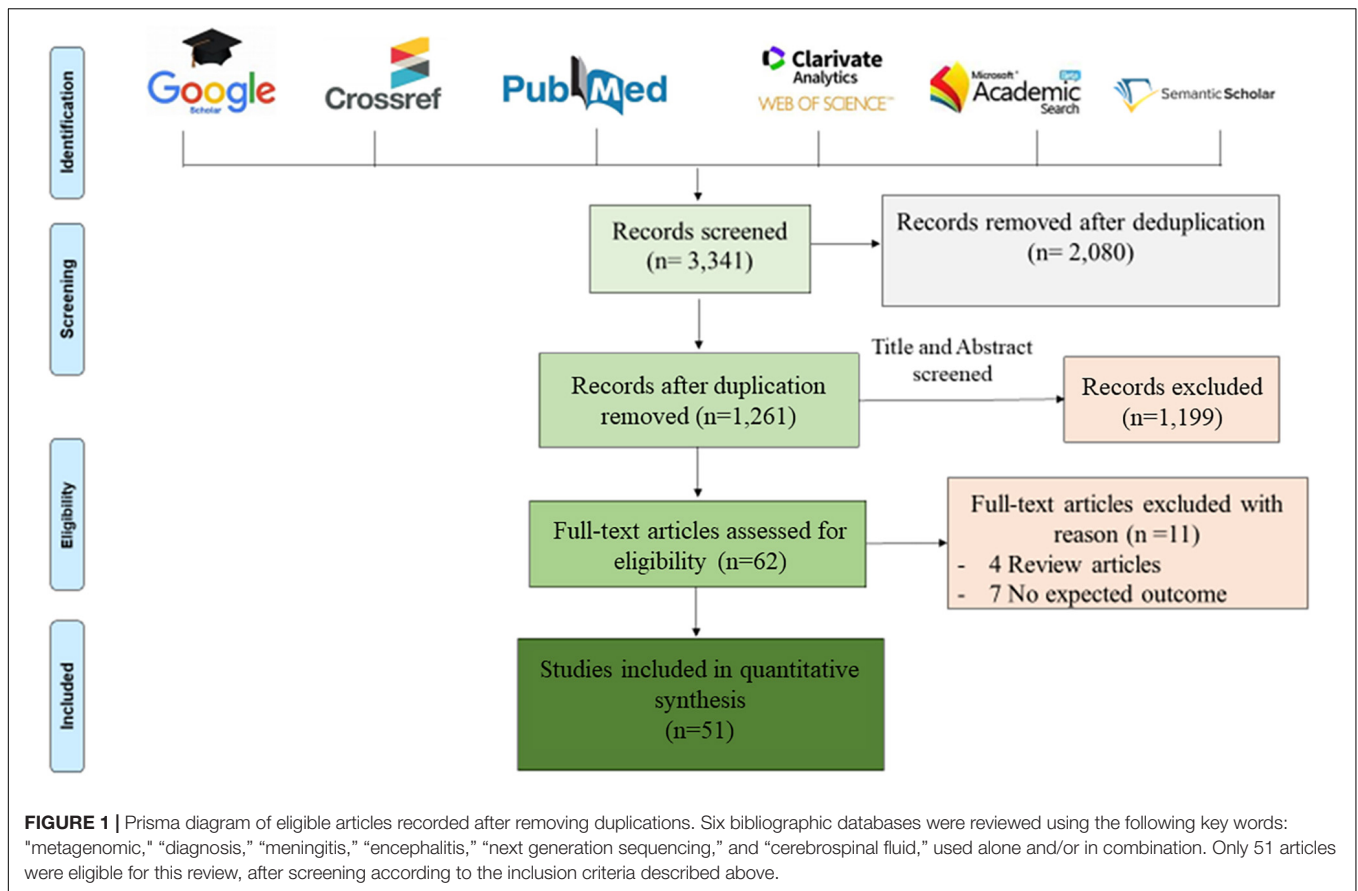 Identification
Google
Scholar
Crossref
PubMed
Clarivate
Analytics
WEB OF SCIENCE™
Microsoft®
Academic
Beta
Search
Semantic Scholar
Screening
Records screened
(n= 3,341)
Records removed after deduplication
(n= 2,080)
Records after duplication
removed (n=1,261)
Title and Abstract
screened
Records excluded
(n=1,199)
Eligibility
Full-text articles assessed for
eligibility (n=62)
Full-text articles excluded with
reason (n =11)
- 4 Review articles
- 7 No expected outcome
Included
Studies included in quantitative
synthesis
(n=51)
FIGURE 1 | Prisma diagram of eligible articles recorded after removing duplications. Six bibliographic databases were reviewed using the following key words:
"metagenomic," “diagnosis,” “meningitis,” “encephalitis,” “next generation sequencing,” and “cerebrospinal fluid,” used alone and/or in combination. Only 51 articles
were eligible for this review, after screening according to the inclusion criteria described above.